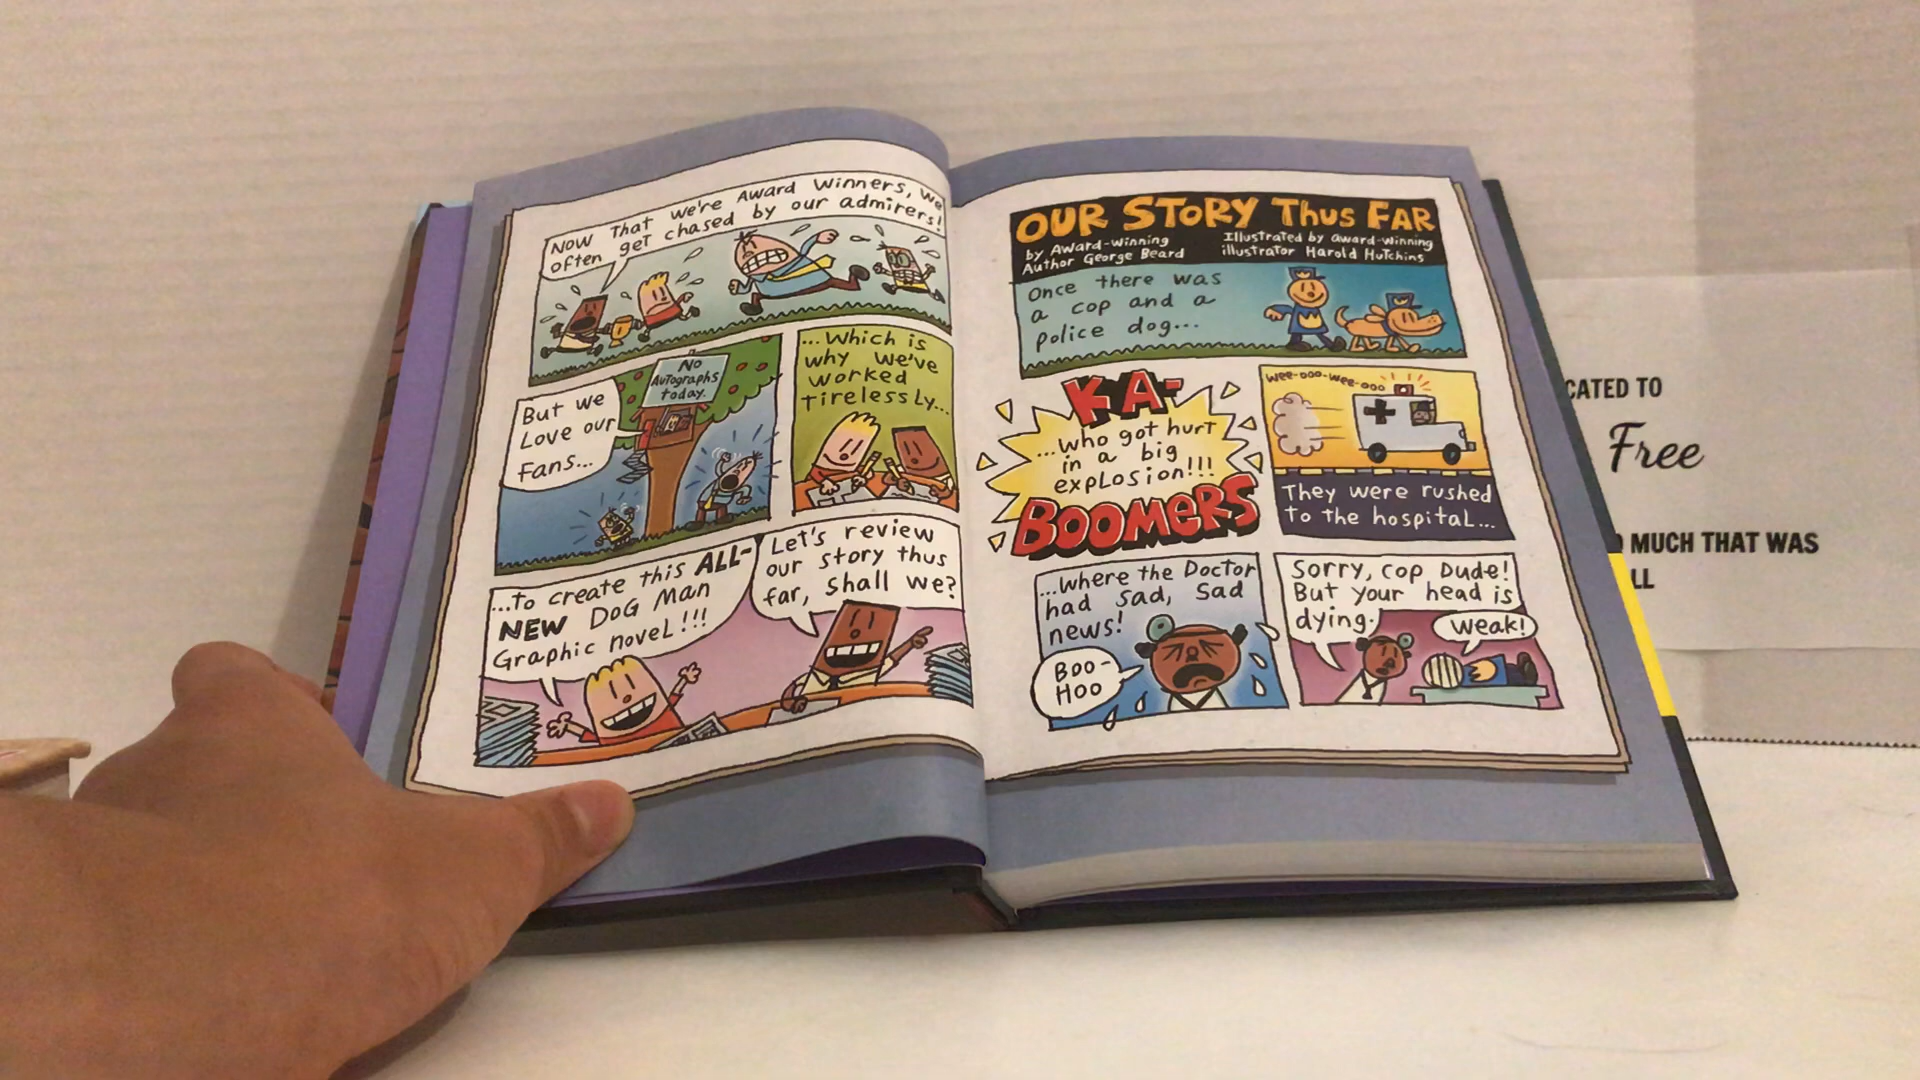 Now That we're Award Winners, we
often get chased by our admirers!
But we
Love our
Fans...
No
Autographs
today.
...Which is
why we've
worked
tirelessly...
...To create this ALL-
NEW Dog Man
Graphic novel!!!
Let's review
our story thus
far, shall we?
OUR STORY Thus FAR
by Award-Winning
Author George Beard
Illustrated by award-winning
illustrator Harold Hutchins
Once there was
a cop and a
police dog...
KA-
...who got hurt
in a big
explosion!!!
BOOMERS
Wee-ooo-wee-ooo
They were rushed
to the hospital...
...where the Doctor
had sad, sad
news!
Boo-
Hoo
Sorry, cop Dude!
But your head is
dying.
weak!
CATED TO
Free
MUCH THAT WAS
LL